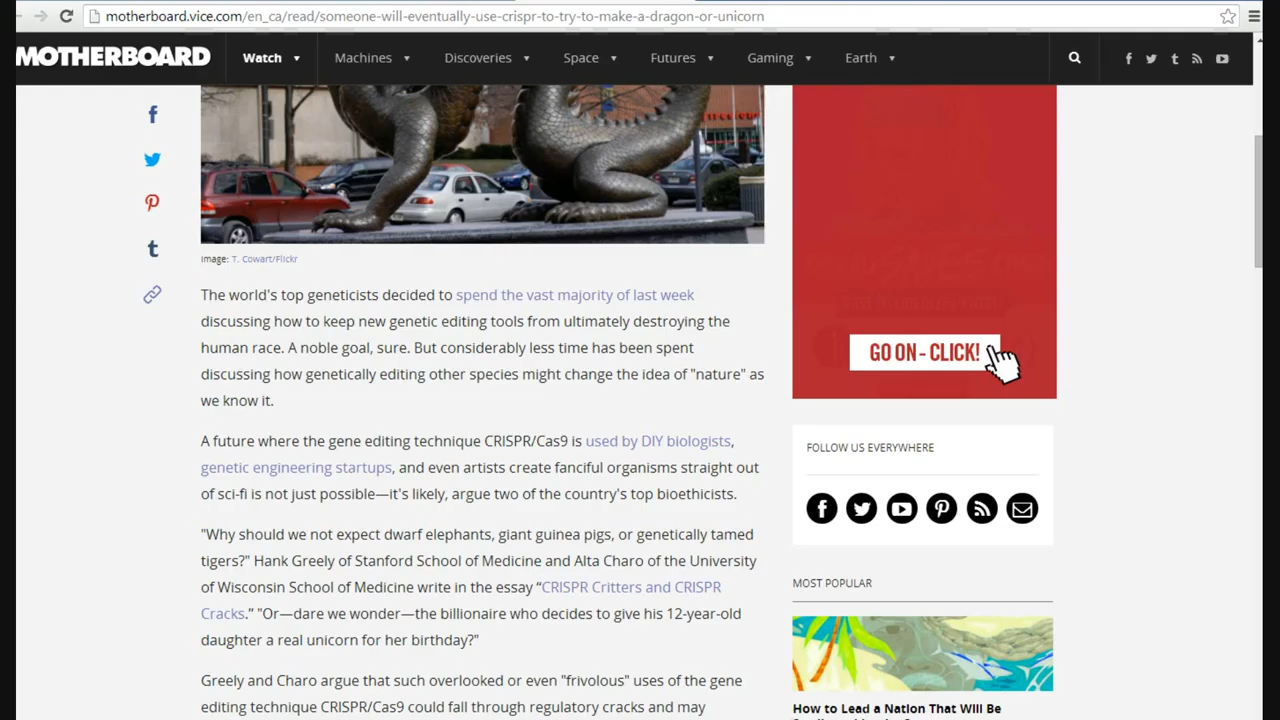 motherboard.vice.com/en_ca/read/someone-will-eventually-use-crispr-to-try-to-make-a-dragon-or-unicorn
MOTHERBOARD
Watch Machines Discoveries Space Futures Gaming Earth
Image: T. Cowart/Flickr
The world's top geneticists decided to spend the vast majority of last week
discussing how to keep new genetic editing tools from ultimately destroying the
human race. A noble goal, sure. But considerably less time has been spent
discussing how genetically editing other species might change the idea of "nature" as
we know it.
A future where the gene editing technique CRISPR/Cas9 is used by DIY biologists,
genetic engineering startups, and even artists create fanciful organisms straight out
of sci-fi is not just possible—it's likely, argue two of the country's top bioethicists.
"Why should we not expect dwarf elephants, giant guinea pigs, or genetically tamed
tigers?" Hank Greely of Stanford School of Medicine and Alta Charo of the University
of Wisconsin School of Medicine write in the essay “CRISPR Critters and CRISPR
Cracks.” "Or—dare we wonder—the billionaire who decides to give his 12-year-old
daughter a real unicorn for her birthday?"
Greely and Charo argue that such overlooked or even "frivolous" uses of the gene
editing technique CRISPR/Cas9 could fall through regulatory cracks and may
GO ON - CLICK!
FOLLOW US EVERYWHERE
MOST POPULAR
How to Lead a Nation That Will Be